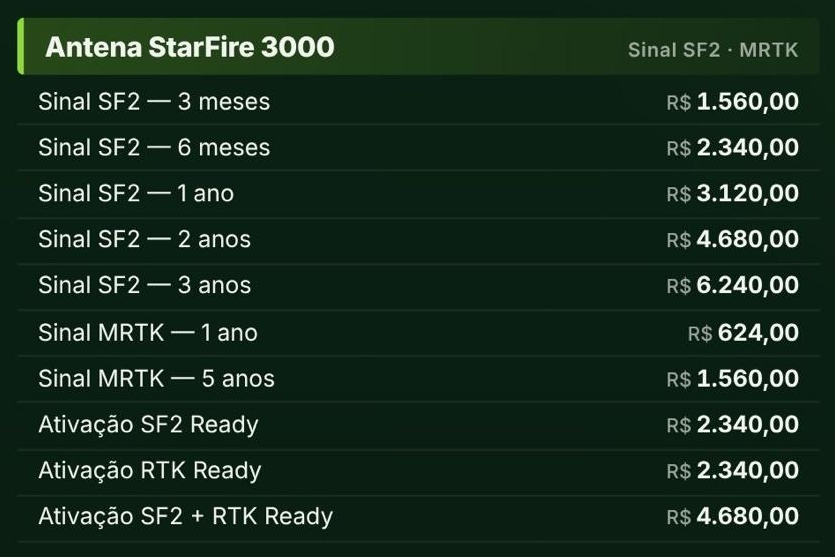 Antena StarFire 3000 Sinal SF2 · MRTK
Sinal SF2 — 3 meses R$ 1.560,00
Sinal SF2 — 6 meses R$ 2.340,00
Sinal SF2 — 1 ano R$ 3.120,00
Sinal SF2 — 2 anos R$ 4.680,00
Sinal SF2 — 3 anos R$ 6.240,00
Sinal MRTK — 1 ano R$ 624,00
Sinal MRTK — 5 anos R$ 1.560,00
Ativação SF2 Ready R$ 2.340,00
Ativação RTK Ready R$ 2.340,00
Ativação SF2 + RTK Ready R$ 4.680,00